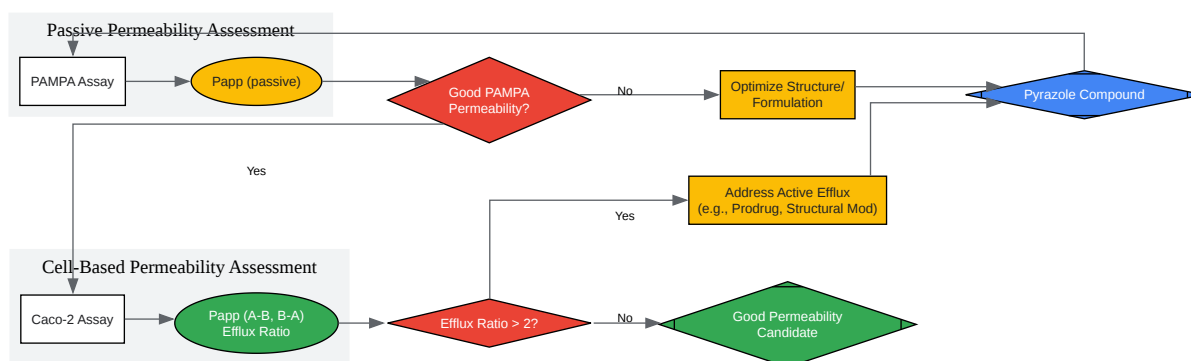 Passive Permeability Assessment
PAMPA Assay
Papp (passive)
Good PAMPA
Permeability?
No
Optimize Structure/
Formulation
Pyrazole Compound
Yes
Address Active Efflux
(e.g., Prodrug, Structural Mod)
Yes
Cell-Based Permeability Assessment
Caco-2 Assay
Papp (A-B, B-A)
Efflux Ratio
Efflux Ratio > 2?
No
Good Permeability
Candidate